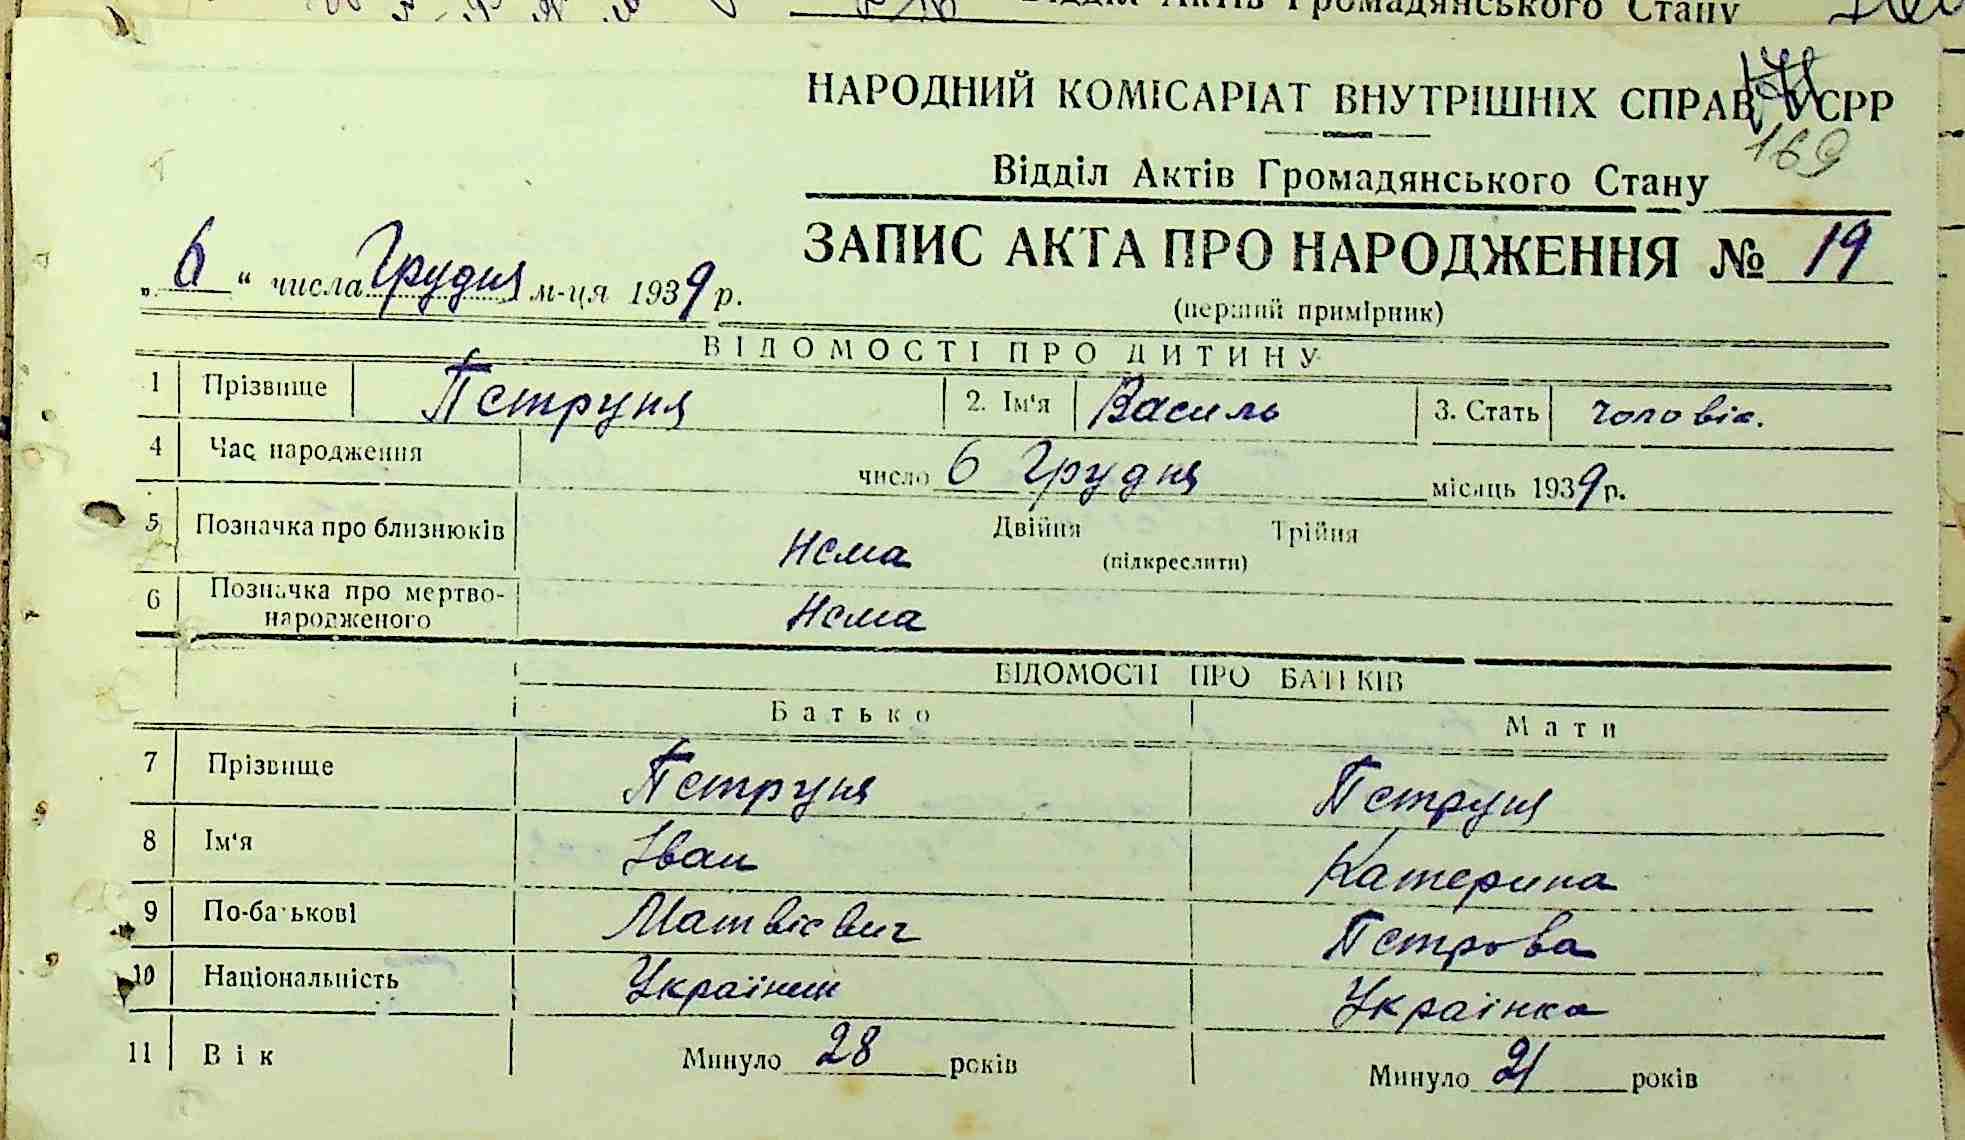 Відділ Актів Громадянського Стану
НАРОДНИЙ КОМІСАРІАТ ВНУТРІШНІХ СПРАВ УСРР
169
Відділ Актів Громадянського Стану
ЗАПИС АКТА ПРО НАРОДЖЕННЯ № 19
„6“ числа Грудня м-ця 1939 р.
(перший примірник)
ВІДОМОСТІ ПРО ДИТИНУ
1 Прізвище Петруня 2. Ім'я Василь 3. Стать чоловік.
4 Час народження число 6 Грудня місяць 1939 р.
5 Позначка про близнюків Нема Двійня Трійня
(підкреслити)
6 Позначка про мертво-
народженого Нема
ВІДОМОСТІ ПРО БАТЬКІВ
Батько Мати
7 Прізвище Петруня Петруня
8 Ім'я Іван Катерина
9 По-батькові Матвієвич Петрова
10 Національність Українин Українка
11 Вік Минуло 28 років Минуло 21 років